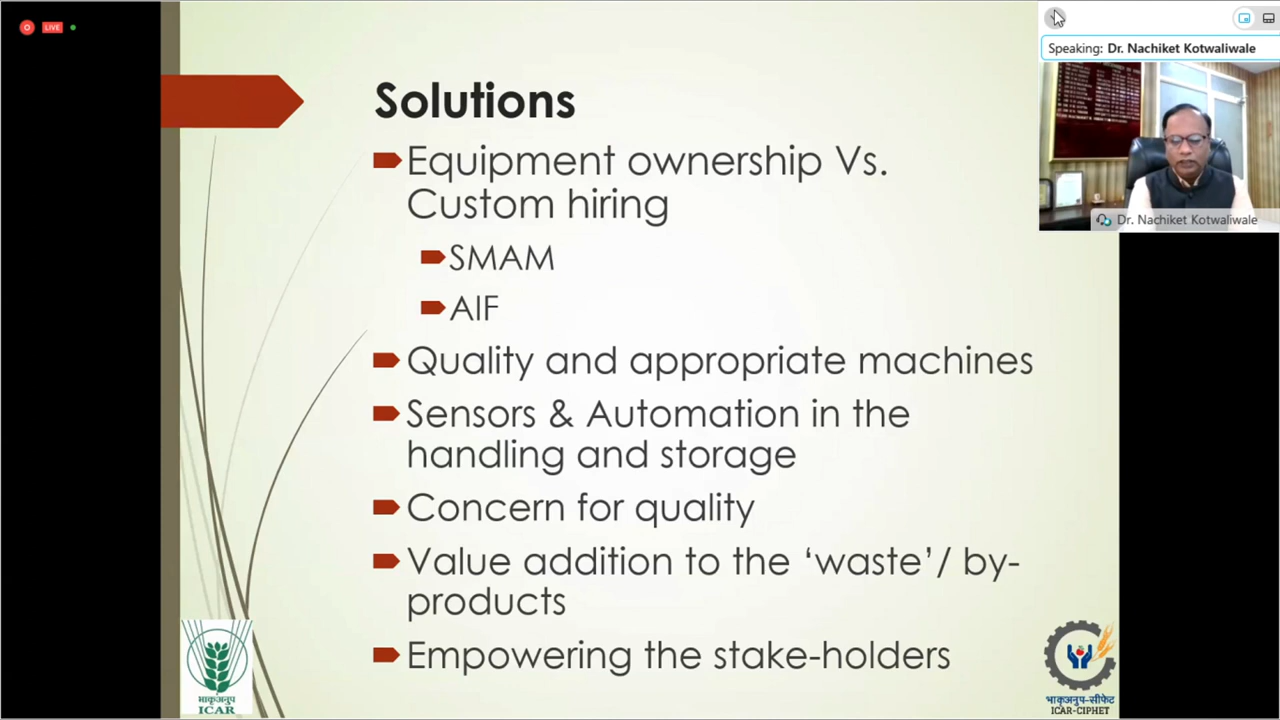 LIVE
Speaking: Dr. Nachiket Kotwaliwale
Dr. Nachiket Kotwaliwale
Solutions
Equipment ownership Vs.
Custom hiring
SMAM
AIF
Quality and appropriate machines
Sensors & Automation in the
handling and storage
Concern for quality
Value addition to the ‘waste’/ by-
products
Empowering the stake-holders
भाकृअनुप
ICAR
भाकृअनुप-सीफेट
ICAR-CIPHET